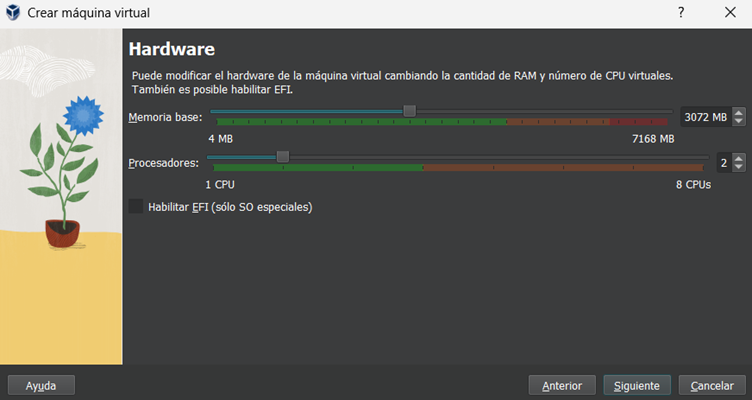 Crear máquina virtual
?
Hardware
Puede modificar el hardware de la máquina virtual cambiando la cantidad de RAM y número de CPU virtuales.
También es posible habilitar EFI.
Memoria base:
3072 MB
4 MB
7168 MB
Procesadores:
2
1 CPU
8 CPUs
Habilitar EFI (sólo SO especiales)
Ayuda
Anterior
Siguiente
Cancelar